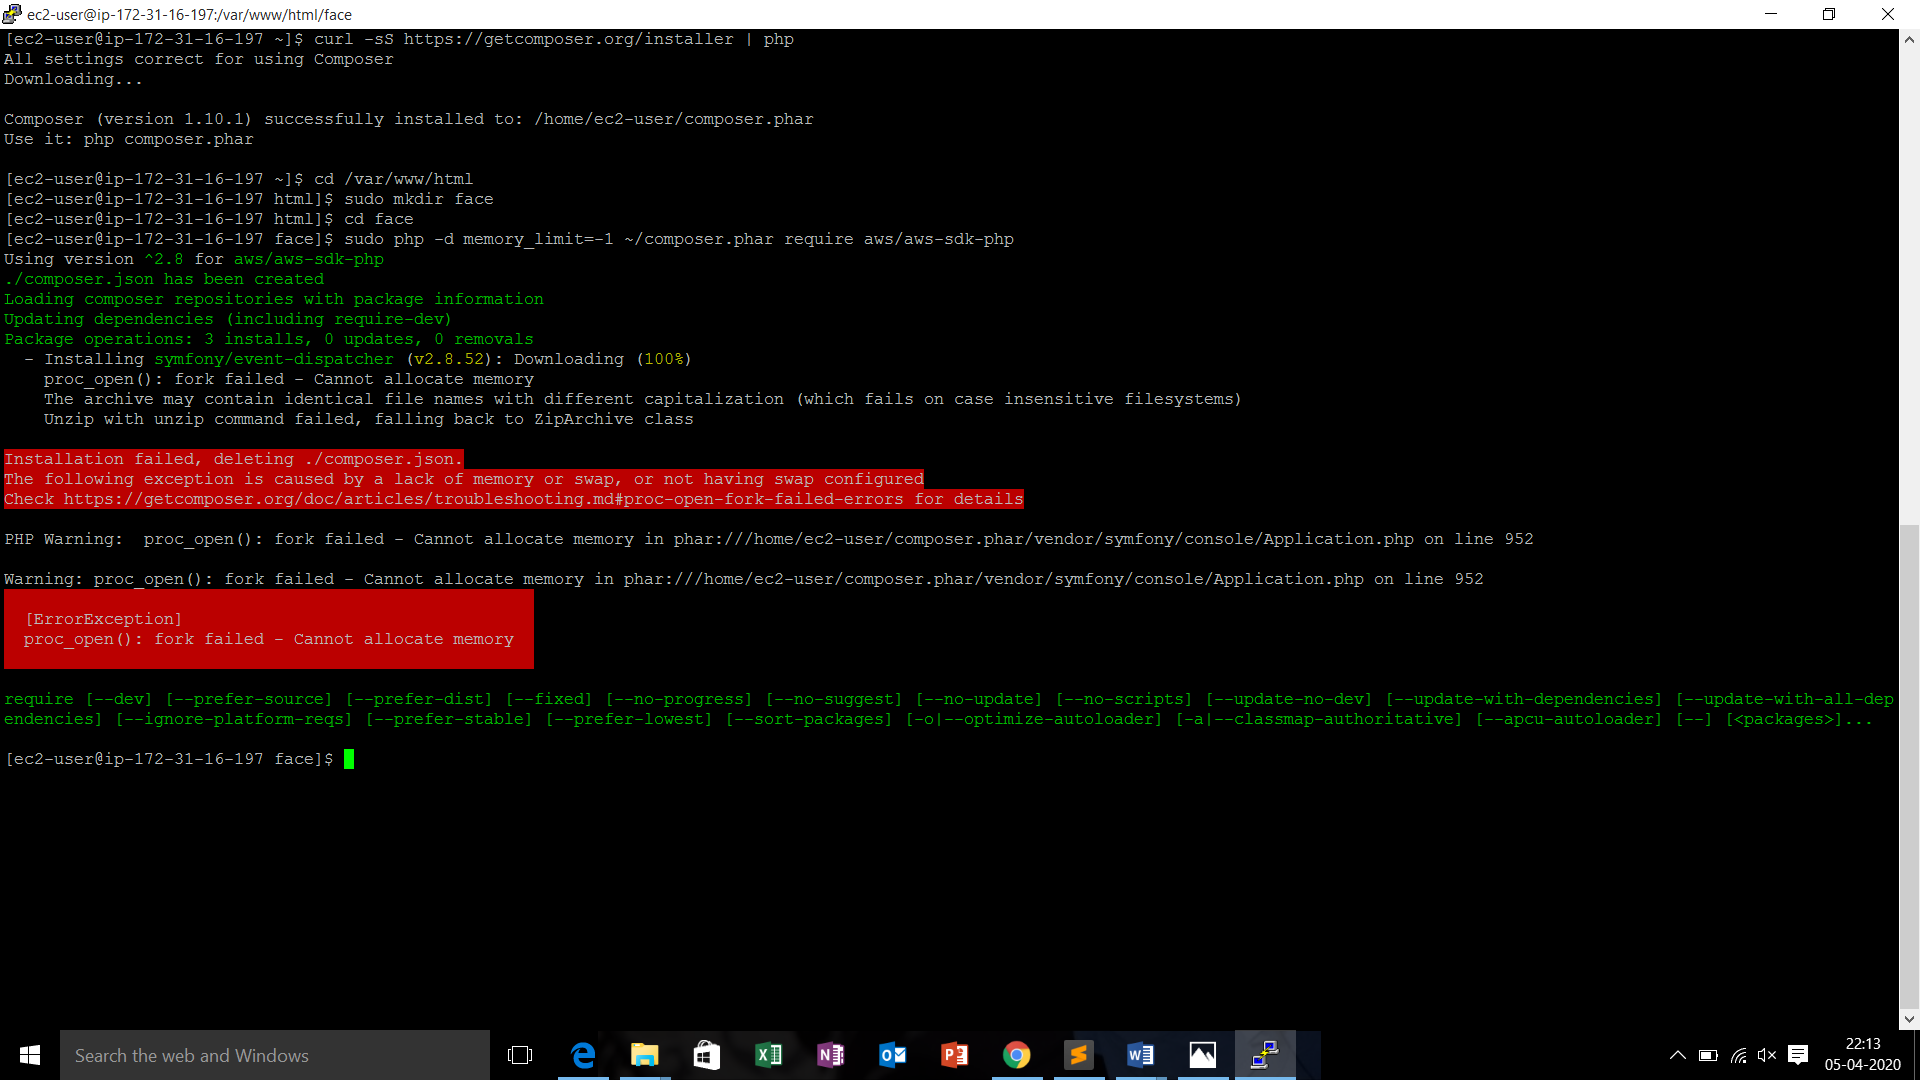 ec2-user@ip-172-31-16-197:/var/www/html/face
[ec2-user@ip-172-31-16-197 ~]$ curl -sS https://getcomposer.org/installer | php
All settings correct for using Composer
Downloading...
Composer (version 1.10.1) successfully installed to: /home/ec2-user/composer.phar
Use it: php composer.phar
[ec2-user@ip-172-31-16-197 ~]$ cd /var/www/html
[ec2-user@ip-172-31-16-197 html]$ sudo mkdir face
[ec2-user@ip-172-31-16-197 html]$ cd face
[ec2-user@ip-172-31-16-197 face]$ sudo php -d memory_limit=-1 ~/composer.phar require aws/aws-sdk-php
Using version ^2.8 for aws/aws-sdk-php
./composer.json has been created
Loading composer repositories with package information
Updating dependencies (including require-dev)
Package operations: 3 installs, 0 updates, 0 removals
  - Installing symfony/event-dispatcher (v2.8.52): Downloading (100%)
    proc_open(): fork failed - Cannot allocate memory
    The archive may contain identical file names with different capitalization (which fails on case insensitive filesystems)
    Unzip with unzip command failed, falling back to ZipArchive class
Installation failed, deleting ./composer.json.
The following exception is caused by a lack of memory or swap, or not having swap configured
Check https://getcomposer.org/doc/articles/troubleshooting.md#proc-open-fork-failed-errors for details
PHP Warning:  proc_open(): fork failed - Cannot allocate memory in phar:///home/ec2-user/composer.phar/vendor/symfony/console/Application.php on line 952
Warning: proc_open(): fork failed - Cannot allocate memory in phar:///home/ec2-user/composer.phar/vendor/symfony/console/Application.php on line 952
[ErrorException]
proc_open(): fork failed - Cannot allocate memory
require [--dev] [--prefer-source] [--prefer-dist] [--fixed] [--no-progress] [--no-suggest] [--no-update] [--no-scripts] [--update-no-dev] [--update-with-dependencies] [--update-with-all-dep
endencies] [--ignore-platform-reqs] [--prefer-stable] [--prefer-lowest] [--sort-packages] [-o|--optimize-autoloader] [-a|--classmap-authoritative] [--apcu-autoloader] [--] [<packages>]...
[ec2-user@ip-172-31-16-197 face]$
Search the web and Windows
22:13
05-04-2020